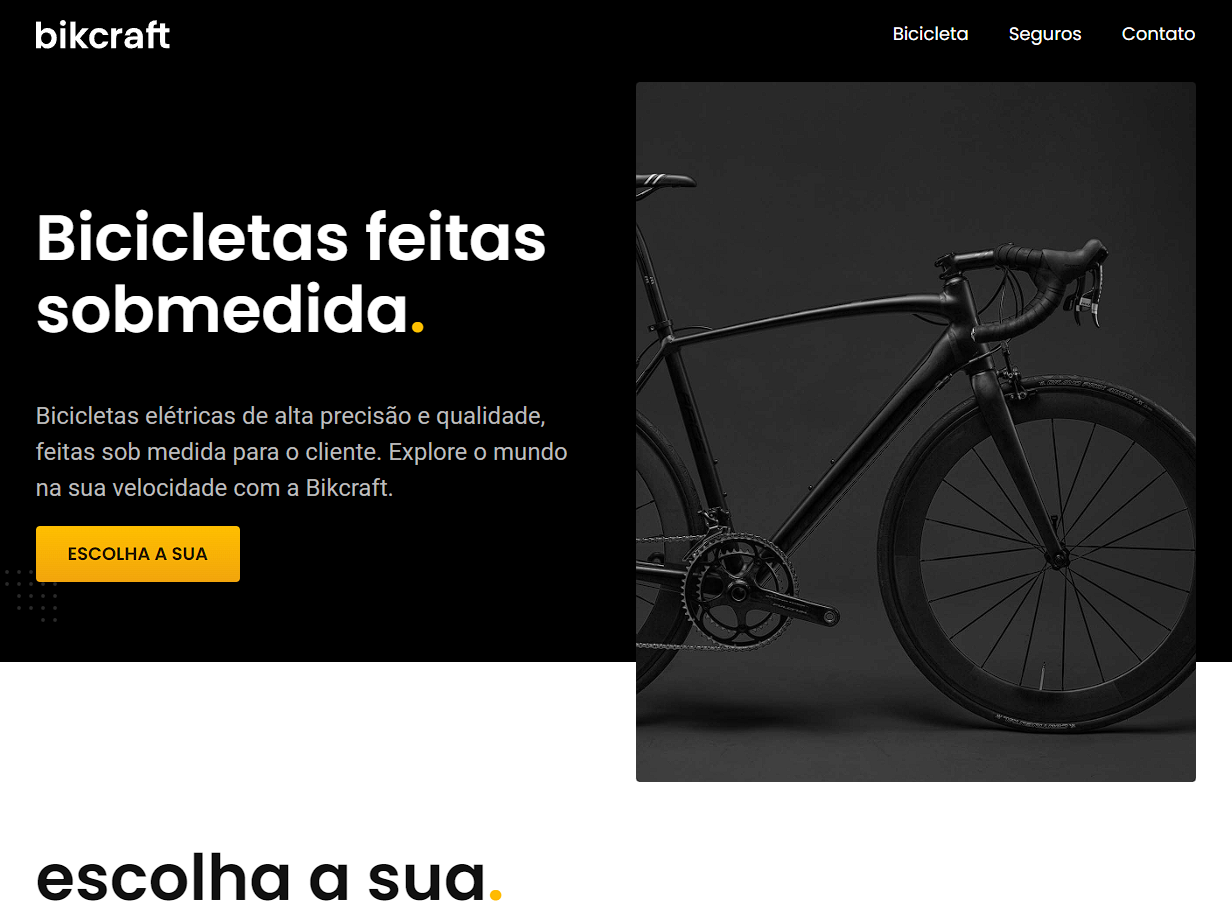 bikcraft
Bicicleta Seguros Contato
Bicicletas feitas
sobmedida.
Bicicletas elétricas de alta precisão e qualidade,
feitas sob medida para o cliente. Explore o mundo
na sua velocidade com a Bikcraft.
ESCOLHA A SUA
escolha a sua.